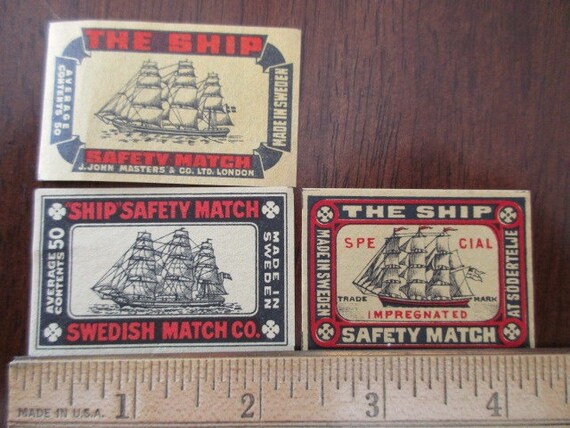 THE SHIP
AVERAGE
CONTENTS 50
MADE IN SWEDEN
SAFETY MATCH
J. JOHN MASTERS & CO. LTD. LONDON
"SHIP" SAFETY MATCH
AVERAGE
CONTENTS 50
MADE IN
SWEDEN
SWEDISH MATCH CO.
THE SHIP
MADE IN SWEDEN
SPE CIAL
AT SODERTELJE
TRADE MARK
IMPREGNATED
SAFETY MATCH
1 2 3 4
MADE IN U.S.A.